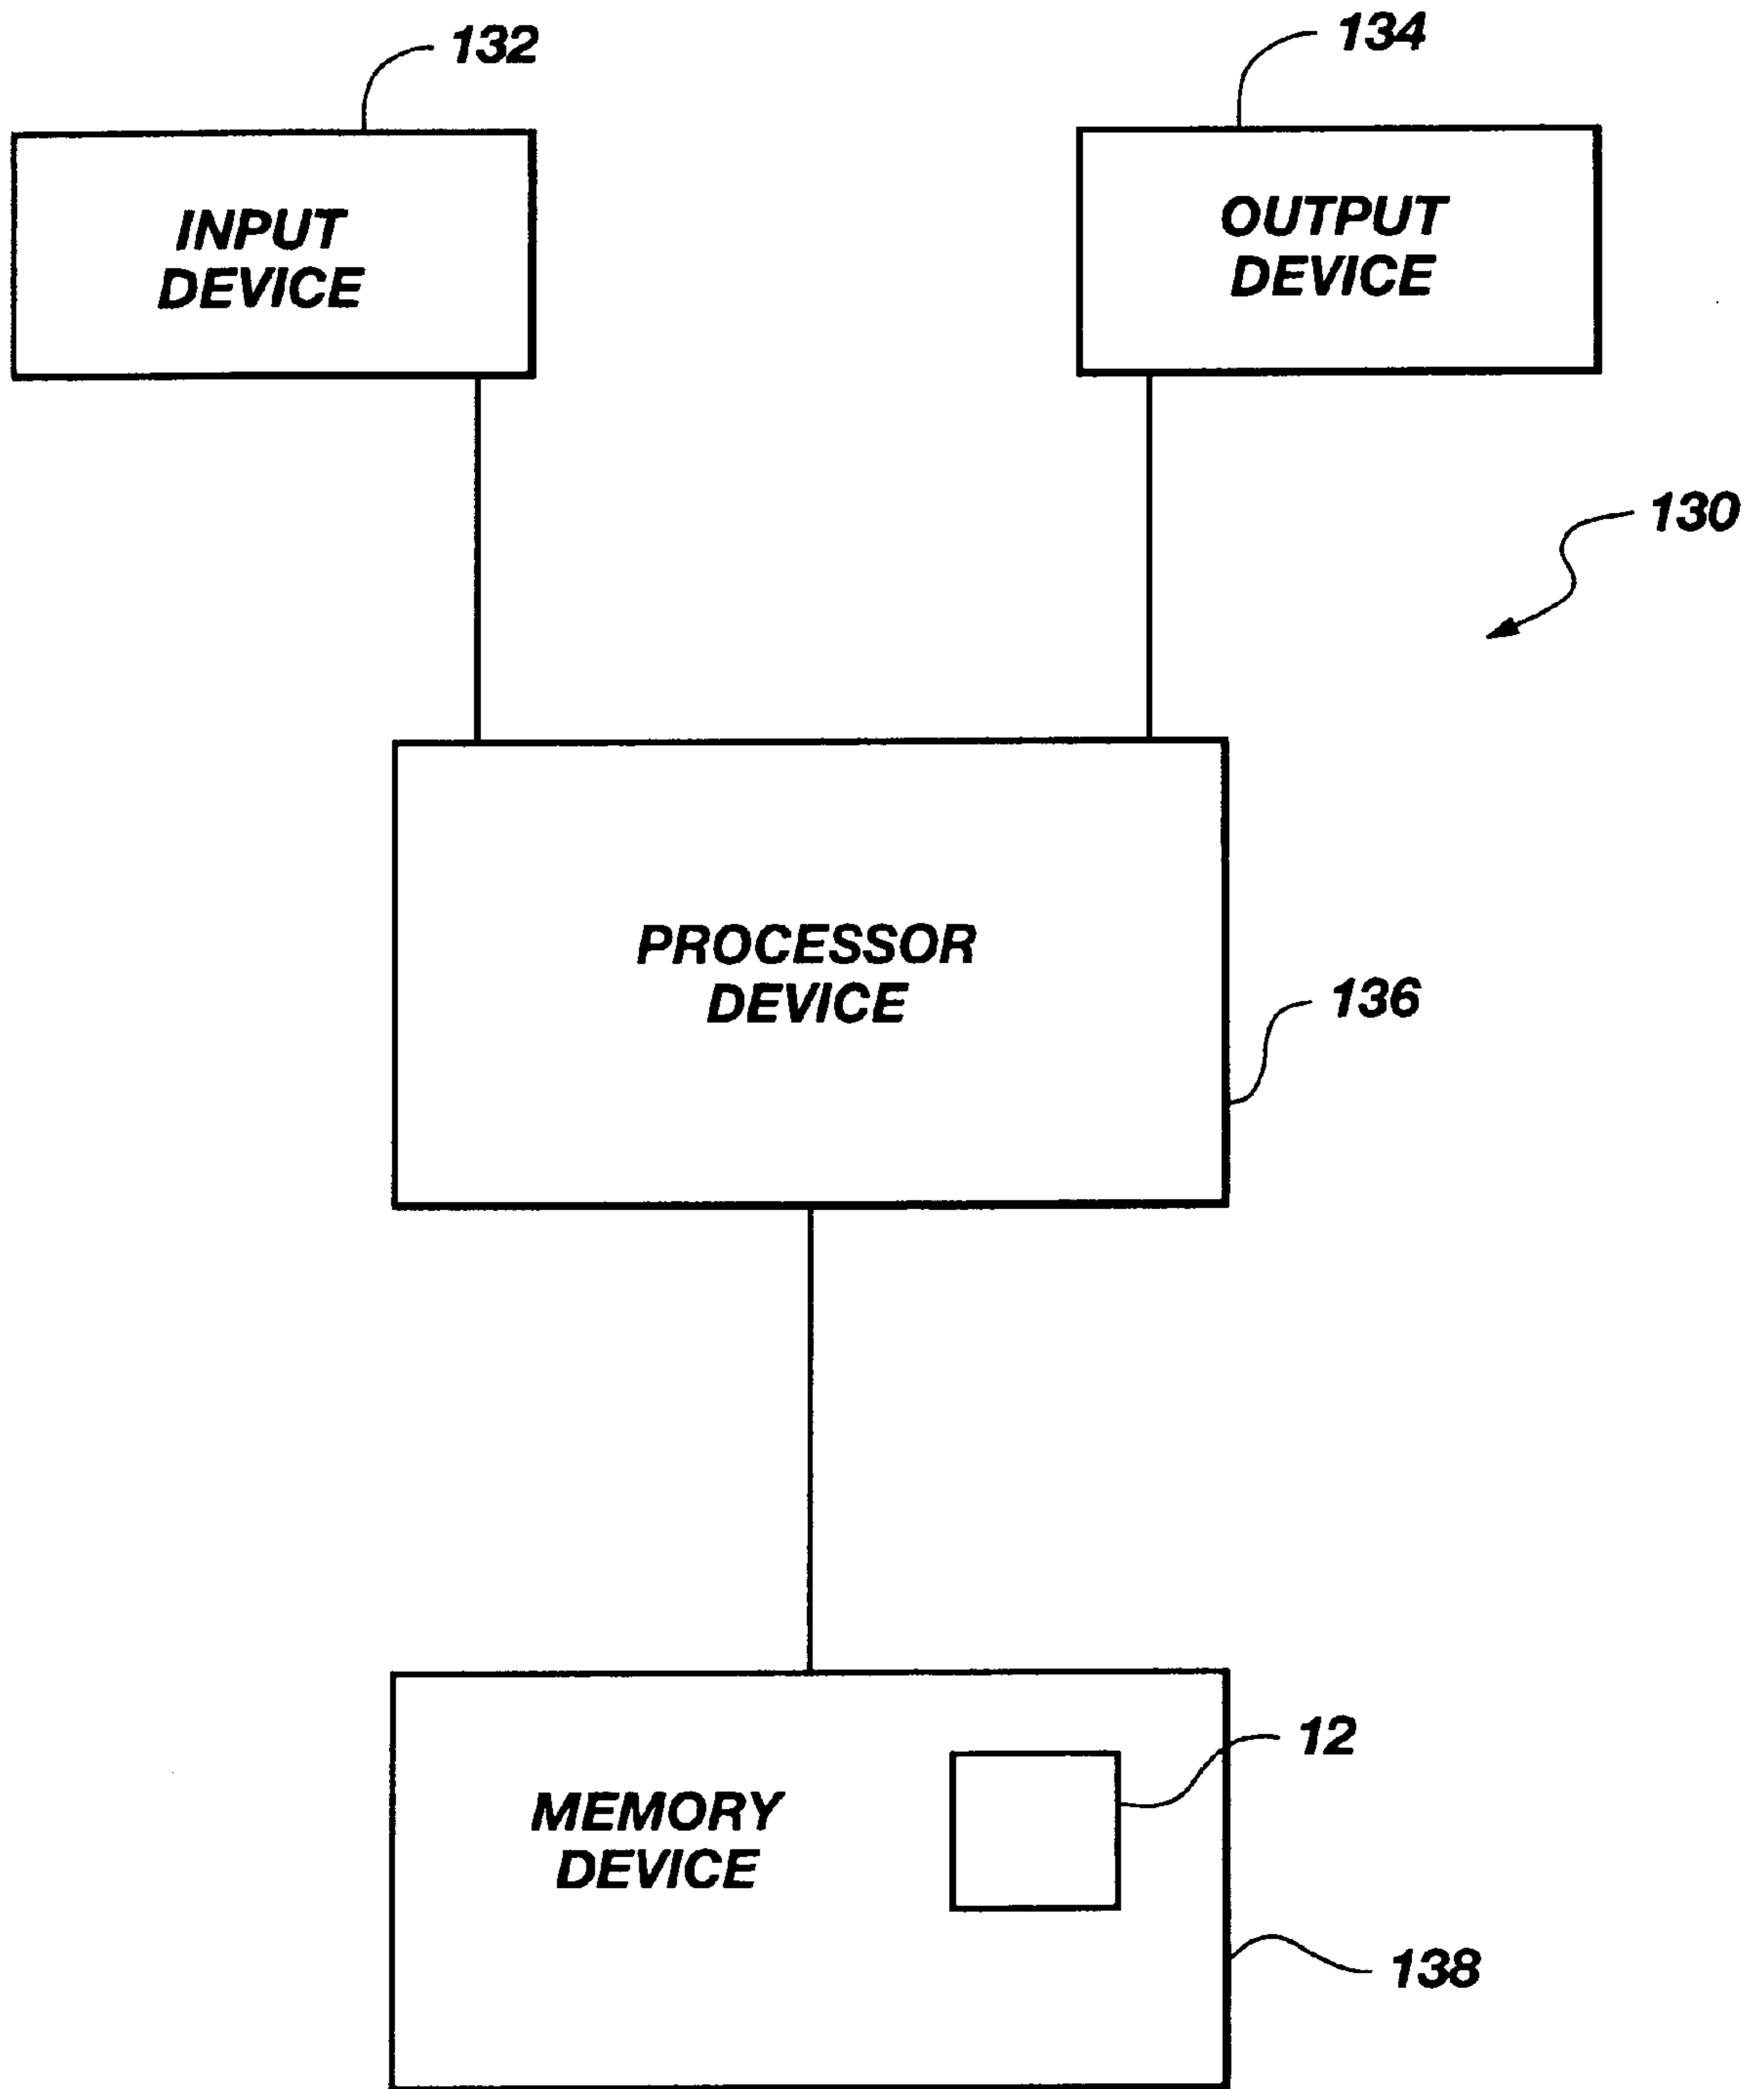 132
134
INPUT
DEVICE
OUTPUT
DEVICE
130
PROCESSOR
DEVICE
136
12
MEMORY
DEVICE
138